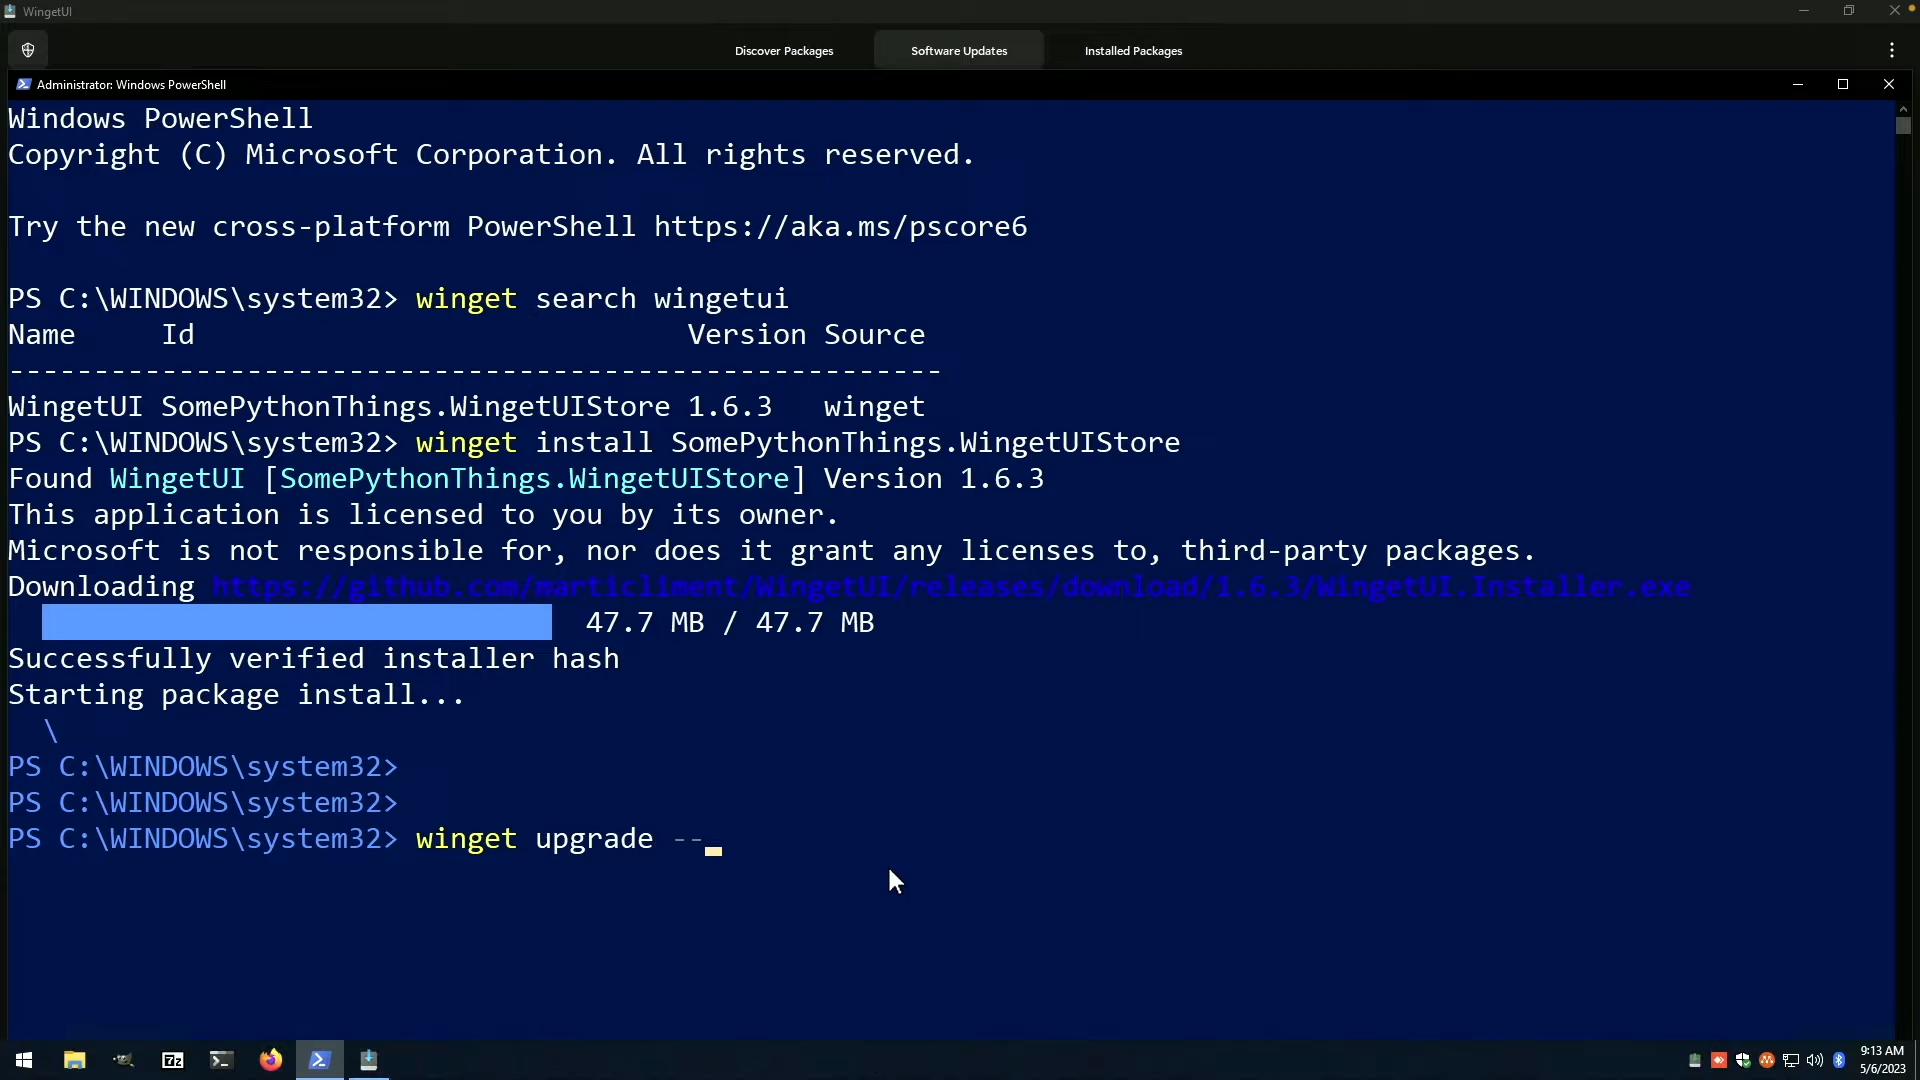 WingetUI
Discover Packages
Software Updates
Installed Packages
Administrator: Windows PowerShell
Windows PowerShell
Copyright (C) Microsoft Corporation. All rights reserved.
Try the new cross-platform PowerShell https://aka.ms/pscore6
PS C:\WINDOWS\system32> winget search wingetui
Name     Id                             Version Source
-------------------------------------------------------
WingetUI SomePythonThings.WingetUIStore 1.6.3   winget
PS C:\WINDOWS\system32> winget install SomePythonThings.WingetUIStore
Found WingetUI [SomePythonThings.WingetUIStore] Version 1.6.3
This application is licensed to you by its owner.
Microsoft is not responsible for, nor does it grant any licenses to, third-party packages.
Downloading https://github.com/marticliment/WingetUI/releases/download/1.6.3/WingetUI.Installer.exe
47.7 MB / 47.7 MB
Successfully verified installer hash
Starting package install...
\
PS C:\WINDOWS\system32>
PS C:\WINDOWS\system32>
PS C:\WINDOWS\system32> winget upgrade --
7z
9:13 AM
5/6/2023